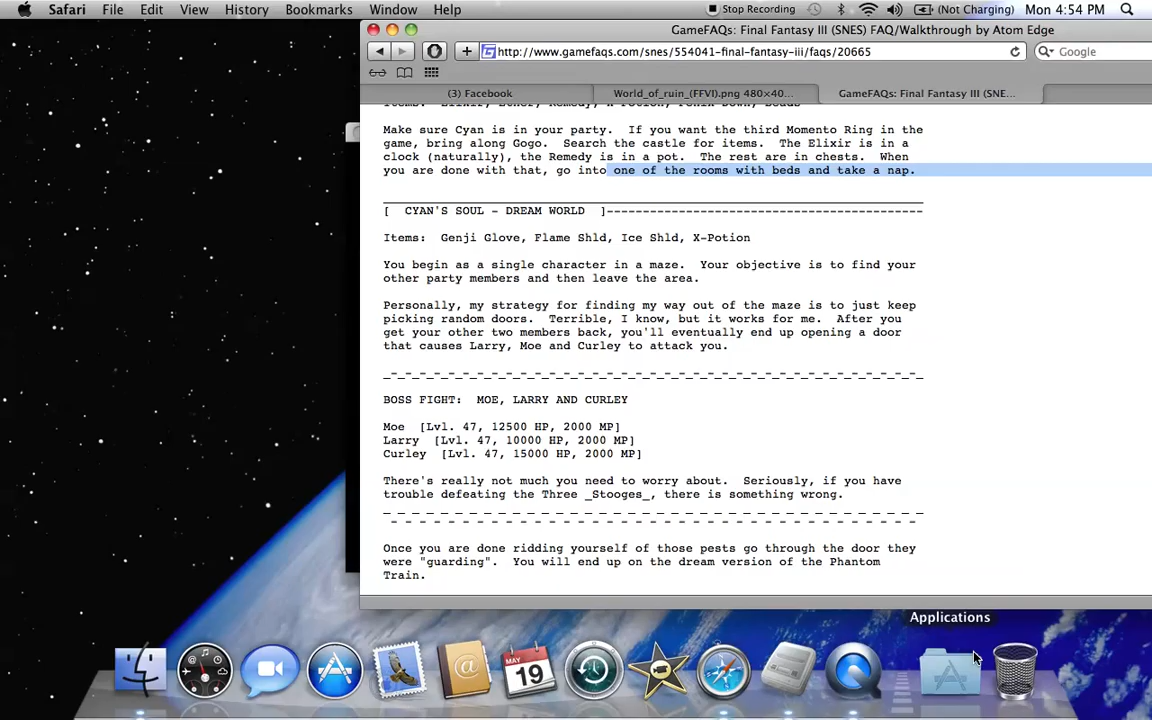 Safari File Edit View History Bookmarks Window Help Stop Recording (Not Charging) Mon 4:54 PM
GameFAQs: Final Fantasy III (SNES) FAQ/Walkthrough by Atom Edge
http://www.gamefaqs.com/snes/554041-final-fantasy-iii/faqs/20665 Google
(3) Facebook World_of_ruin_(FFVI).png 480×40... GameFAQs: Final Fantasy III (SNE...
Make sure Cyan is in your party. If you want the third Momento Ring in the
game, bring along Gogo. Search the castle for items. The Elixir is in a
clock (naturally), the Remedy is in a pot. The rest are in chests. When
you are done with that, go into one of the rooms with beds and take a nap.
[ CYAN'S SOUL - DREAM WORLD ]--------------------------------------------
Items: Genji Glove, Flame Shld, Ice Shld, X-Potion
You begin as a single character in a maze. Your objective is to find your
other party members and then leave the area.
Personally, my strategy for finding my way out of the maze is to just keep
picking random doors. Terrible, I know, but it works for me. After you
get your other two members back, you'll eventually end up opening a door
that causes Larry, Moe and Curley to attack you.
BOSS FIGHT: MOE, LARRY AND CURLEY
Moe [Lvl. 47, 12500 HP, 2000 MP]
Larry [Lvl. 47, 10000 HP, 2000 MP]
Curley [Lvl. 47, 15000 HP, 2000 MP]
There's really not much you need to worry about. Seriously, if you have
trouble defeating the Three _Stooges_, there is something wrong.
Once you are done ridding yourself of those pests go through the door they
were "guarding". You will end up on the dream version of the Phantom
Train.
Applications
MAY
19